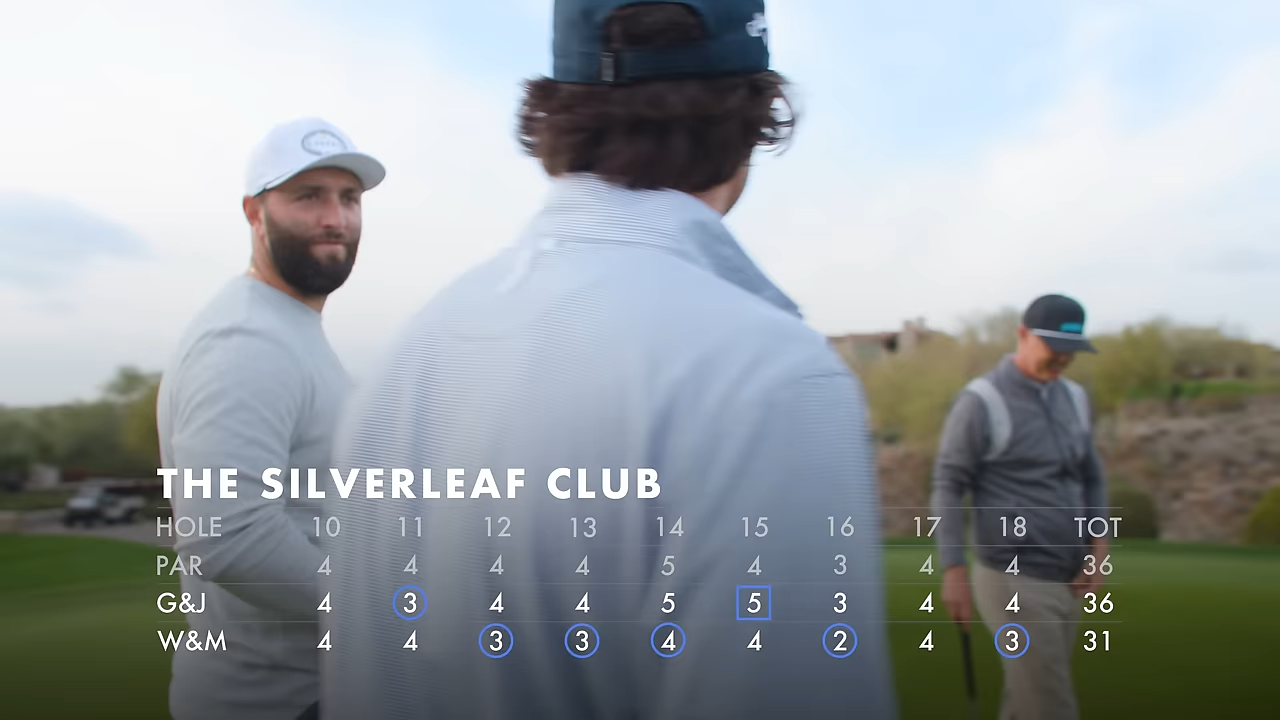 THE SILVERLEAF CLUB
HOLE 10 11 12 13 14 15 16 17 18 TOT
PAR 4 4 4 4 5 4 3 4 4 36
G&J 4 3 4 4 5 5 3 4 4 36
W&M 4 4 3 3 4 4 2 4 3 31